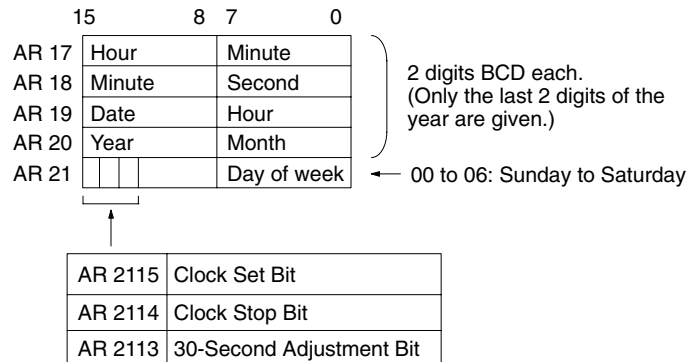 15 8 7 0
AR 17 Hour Minute
AR 18 Minute Second
AR 19 Date Hour
AR 20 Year Month
AR 21 Day of week
2 digits BCD each.
(Only the last 2 digits of the
year are given.)
00 to 06: Sunday to Saturday
AR 2115 Clock Set Bit
AR 2114 Clock Stop Bit
AR 2113 30-Second Adjustment Bit